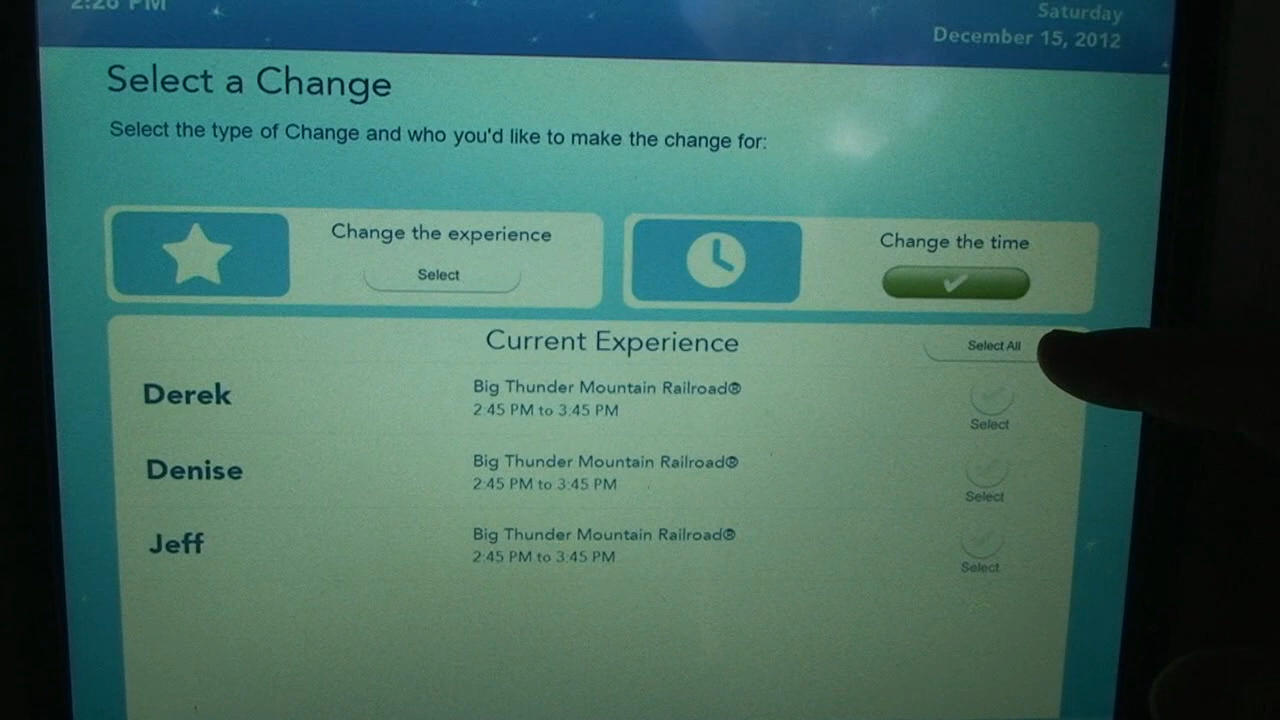 2:28 PM
Saturday
December 15, 2012
Select a Change
Select the type of Change and who you'd like to make the change for:
Change the experience
Select
Change the time
Current Experience
Select All
Derek
Big Thunder Mountain Railroad®
2:45 PM to 3:45 PM
Select
Denise
Big Thunder Mountain Railroad®
2:45 PM to 3:45 PM
Select
Jeff
Big Thunder Mountain Railroad®
2:45 PM to 3:45 PM
Select